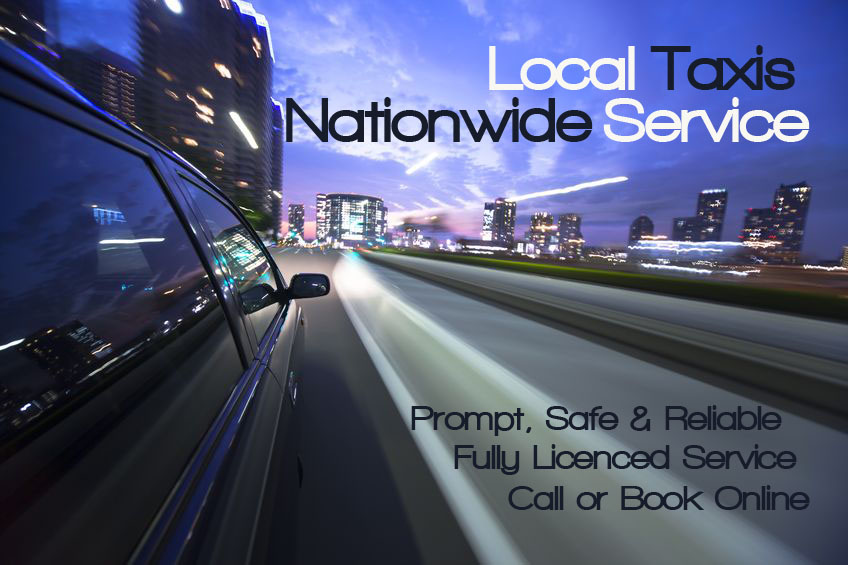 Local Taxis
Nationwide Service
Prompt, Safe & Reliable
Fully Licenced Service
Call or Book Online